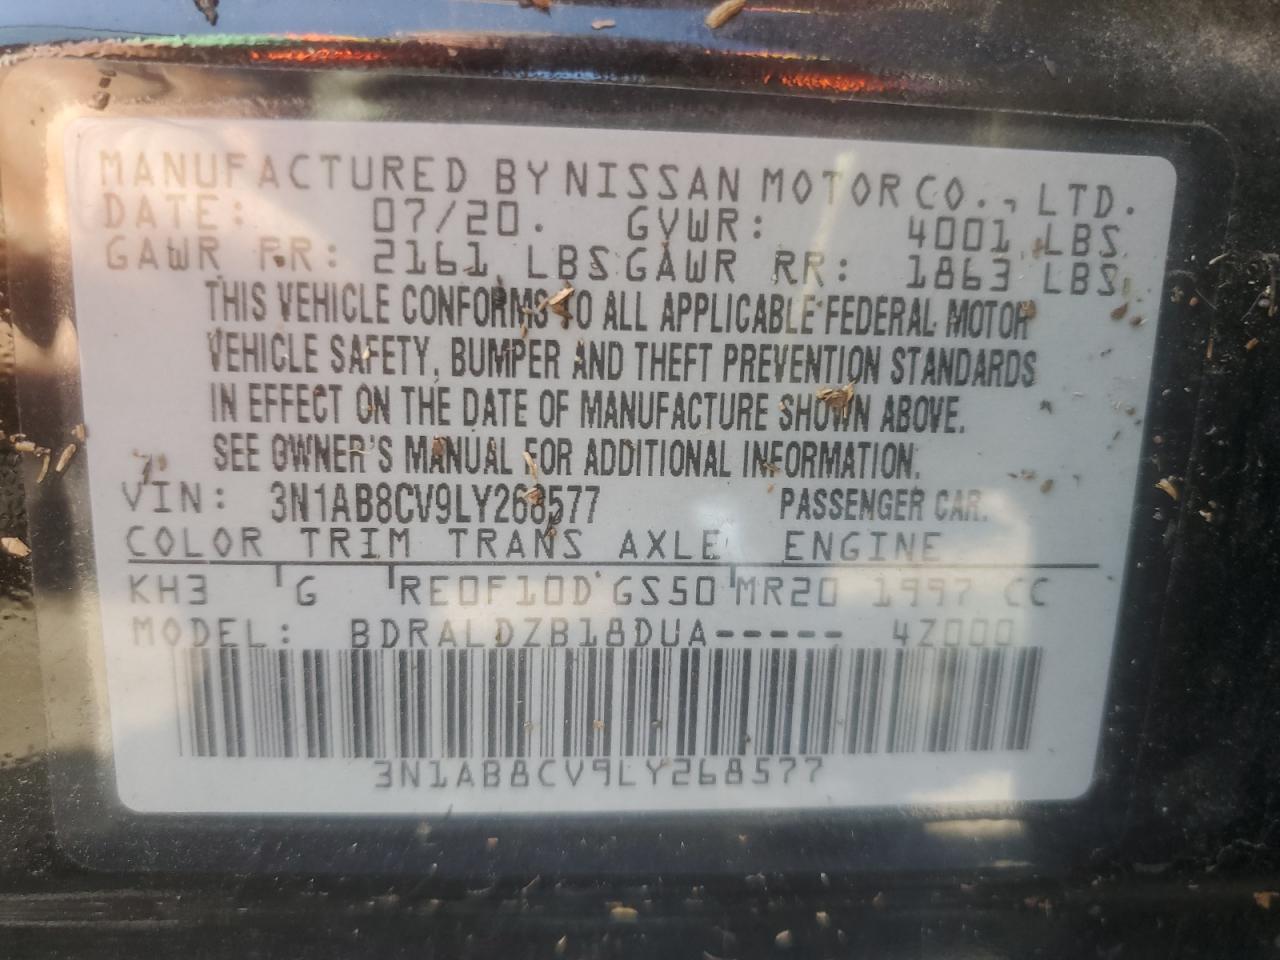 MANUFACTURED BY NISSAN MOTOR CO., LTD.
DATE: 07/20. GVWR: 4001 LBS
GAWR FR: 2161 LBS GAWR RR: 1863 LBS
THIS VEHICLE CONFORMS TO ALL APPLICABLE FEDERAL MOTOR
VEHICLE SAFETY, BUMPER AND THEFT PREVENTION STANDARDS
IN EFFECT ON THE DATE OF MANUFACTURE SHOWN ABOVE.
SEE OWNER'S MANUAL FOR ADDITIONAL INFORMATION.
VIN: 3N1AB8CV9LY268577 PASSENGER CAR.
COLOR TRIM TRANS AXLE ENGINE
KH3 G RE0F10D GS50 MR20 1997 CC
MODEL: BDRALDZB18DUA----- 4Z000
3N1AB8CV9LY268577